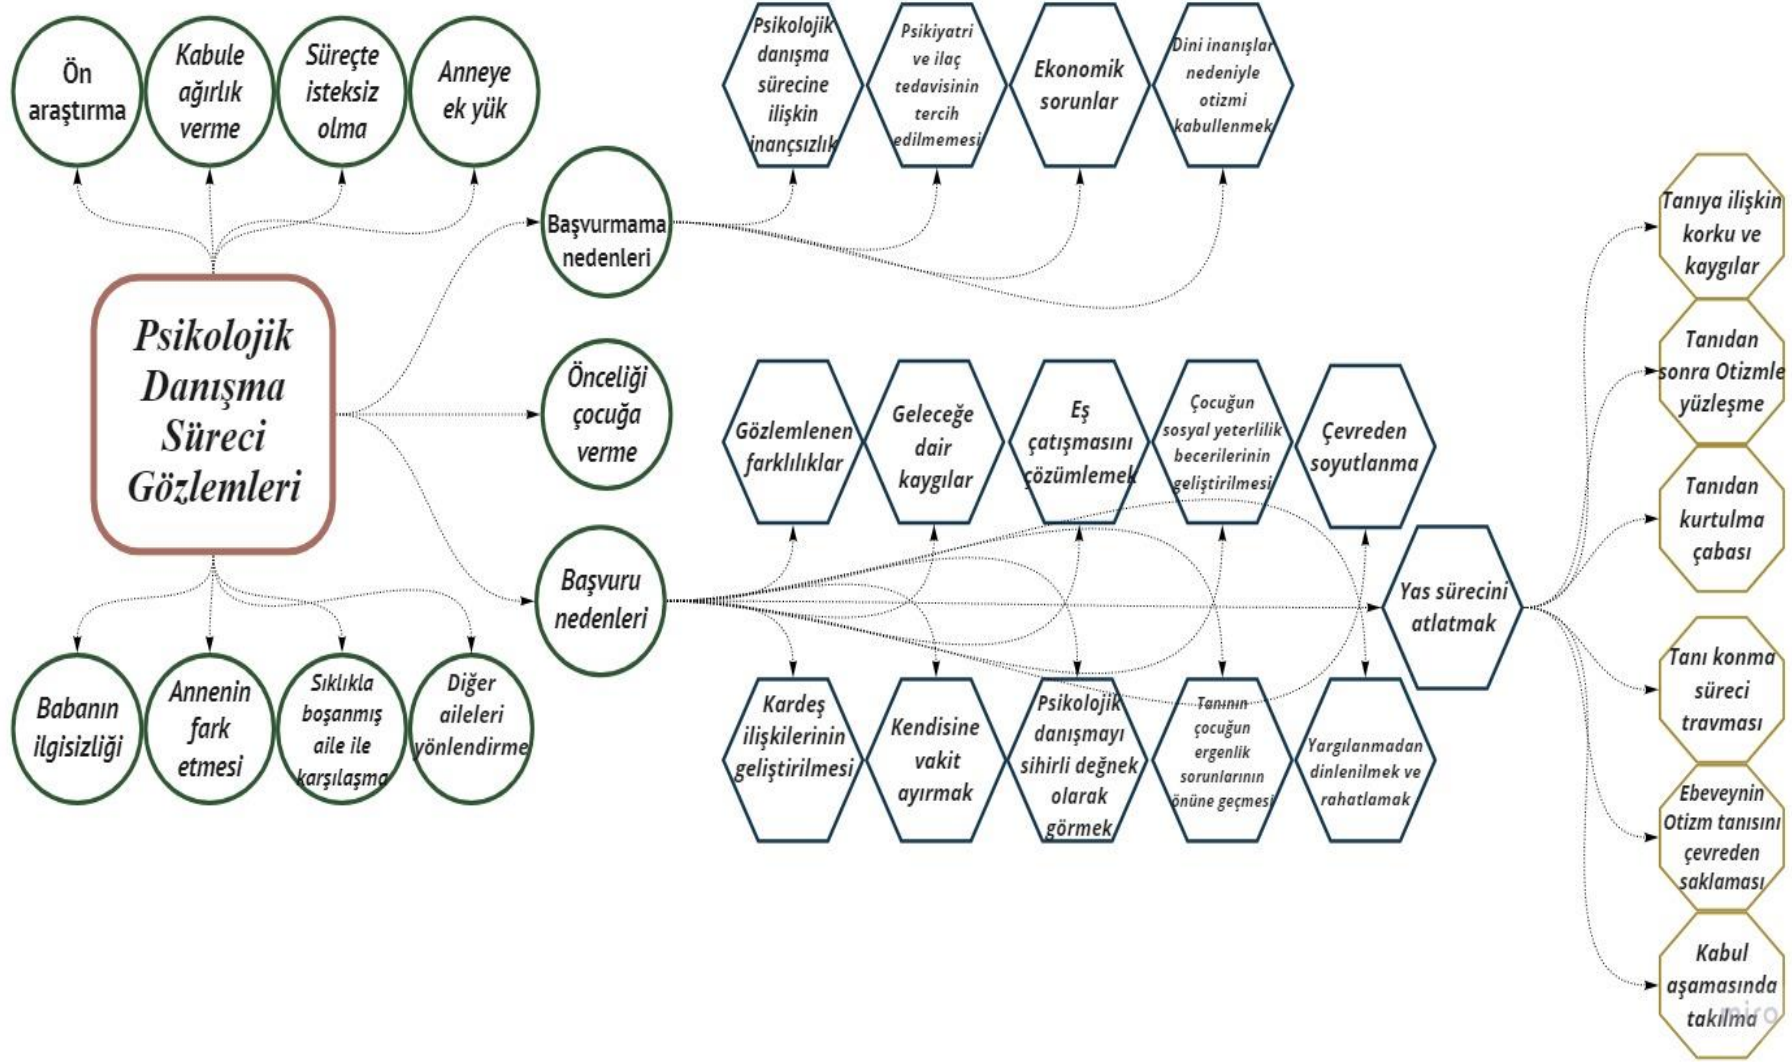 Ön
araştırma
Kabule
ağırlık
verme
Süreçte
isteksiz
olma
Anneye
ek yük
Psikolojik
danışma
sürecine
ilişkin
inançsızlık
Psikiyatri
ve ilaç
tedavisinin
tercih
edilmemesi
Ekonomik
sorunlar
Dini inanışlar
nedeniyle
otizmi
kabullenmek
Başvurmama
nedenleri
Psikolojik
Danışma
Süreci
Gözlemleri
Önceliği
çocuğa
verme
Başvuru
nedenleri
Gözlemlenen
farklılıklar
Geleceğe
dair
kaygılar
Eş
çatışmasını
çözümlemek
Çocuğun
sosyal yeterlilik
becerilerinin
geliştirilmesi
Çevreden
soyutlanma
Yas sürecini
atlatmak
Babanın
ilgisizliği
Annenin
fark
etmesi
Sıklıkla
boşanmış
aile ile
karşılaşma
Diğer
aileleri
yönlendirme
Kardeş
ilişkilerinin
geliştirilmesi
Kendisine
vakit
ayırmak
Psikolojik
danışmayı
sihirli değnek
olarak
görmek
Tanının
çocuğun
ergenlik
sorunlarının
önüne geçmesi
Yargılanmadan
dinlenilmek ve
rahatlamak
Tanıya ilişkin
korku ve
kaygılar
Tanıdan
sonra Otizmle
yüzleşme
Tanıdan
kurtulma
çabası
Tanı konma
süreci
travması
Ebeveynin
Otizm tanısını
çevreden
saklaması
Kabul
aşamasında
takılma
miro